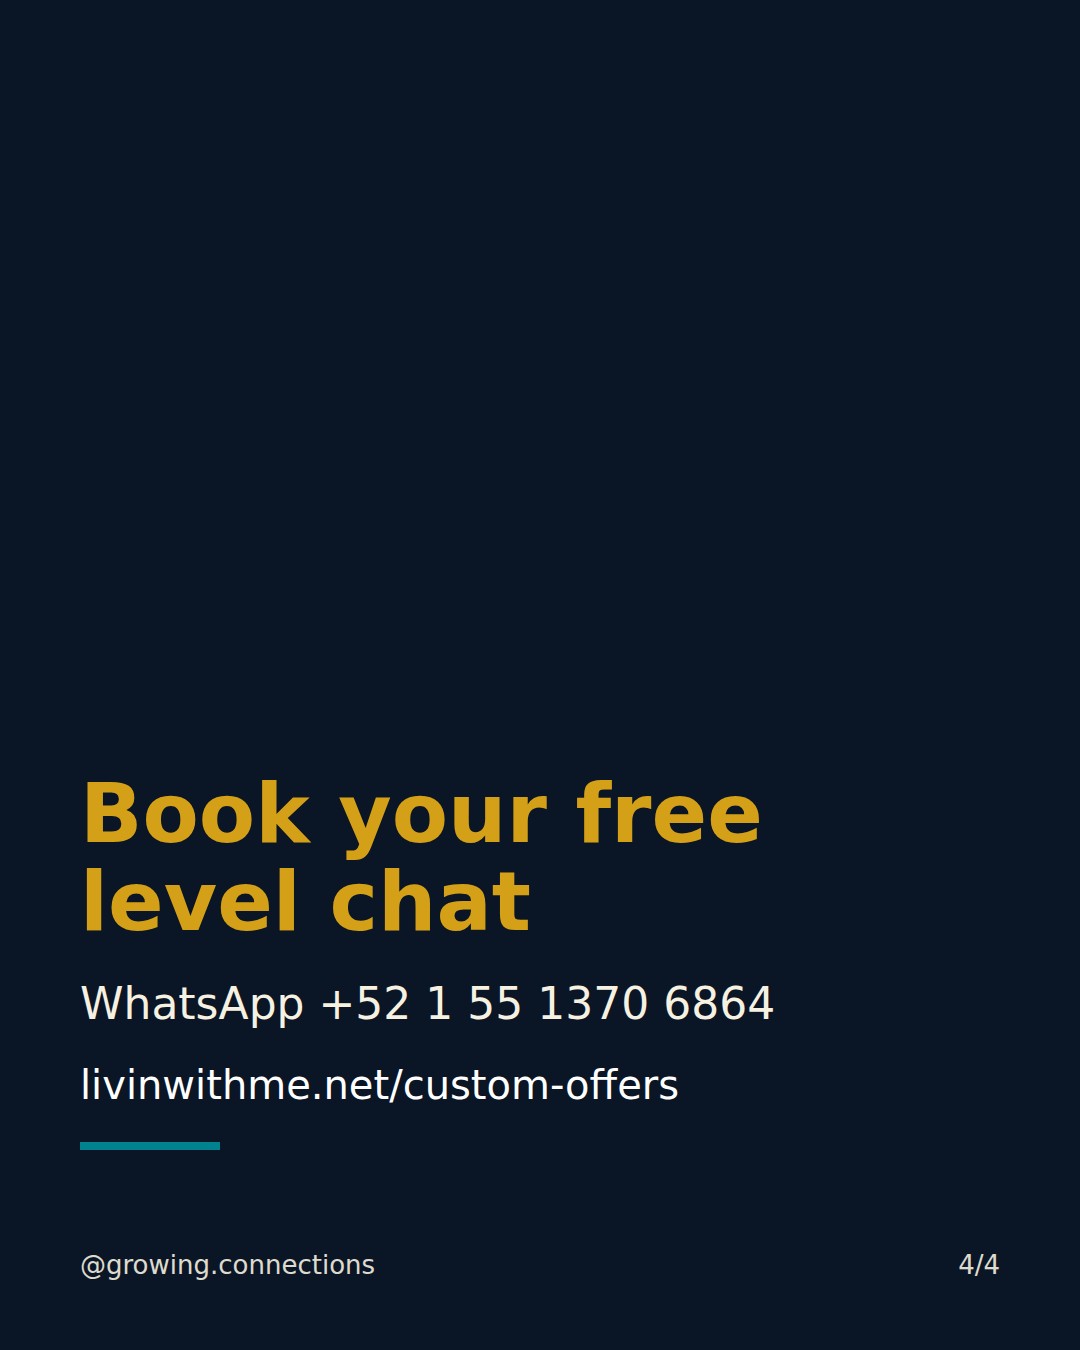 Book your free
level chat
WhatsApp +52 1 55 1370 6864
livinwithme.net/custom-offers
@growing.connections
4/4